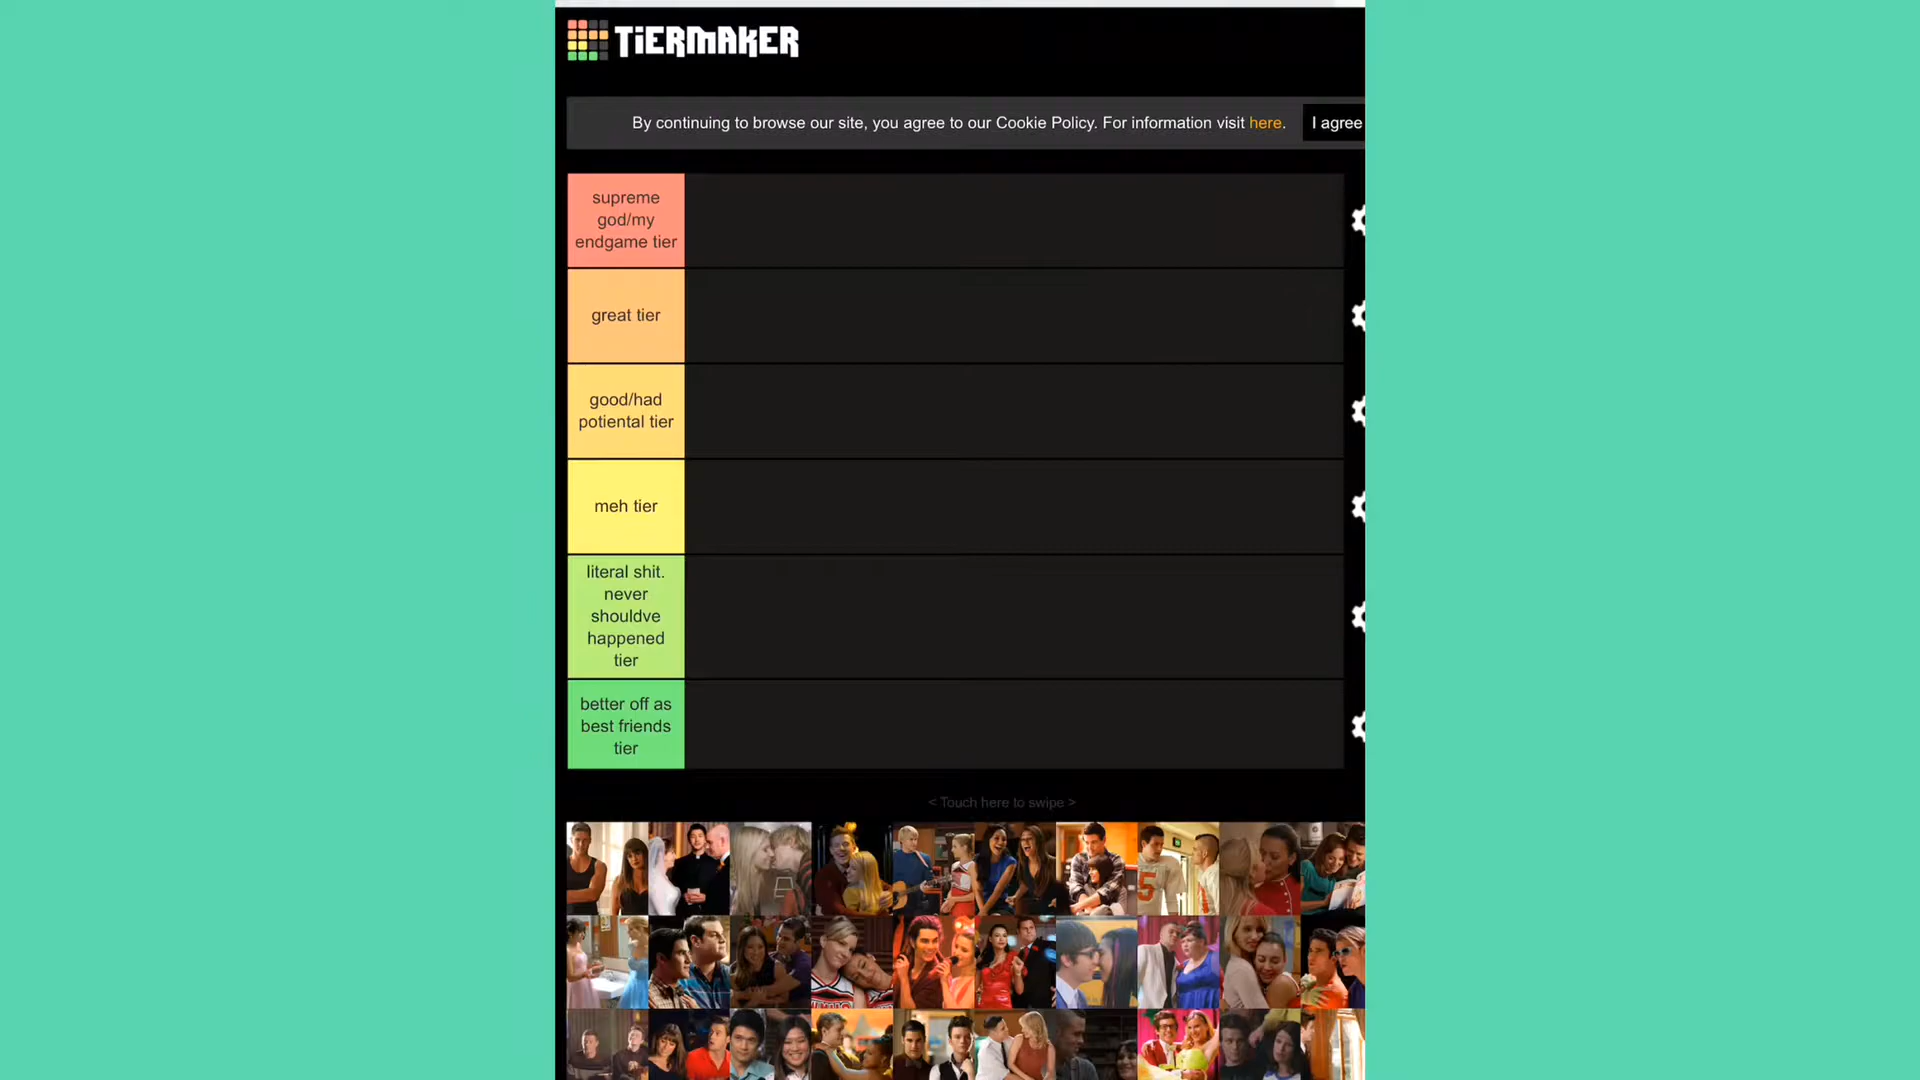 TiERMAKER
By continuing to browse our site, you agree to our Cookie Policy. For information visit here.
I agree
supreme
god/my
endgame tier
great tier
good/had
potiental tier
meh tier
literal shit.
never
shouldve
happened
tier
better off as
best friends
tier
< Touch here to swipe >
5